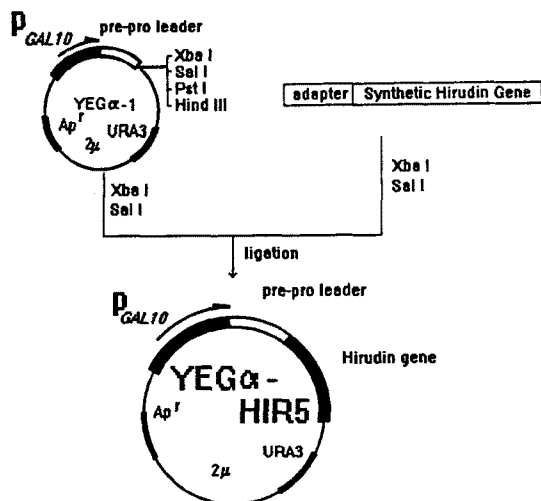 pre-pro leader
P GAL10
Xba I
Sal I
Pst I
Hind III
YEGα-1
Ap r
URA3
2μ
adapter
Synthetic Hirudin Gene
Xba I
Sal I
Xba I
Sal I
ligation
pre-pro leader
P GAL10
Hirudin gene
YEGα-
HIR5
Ap r
URA3
2μ